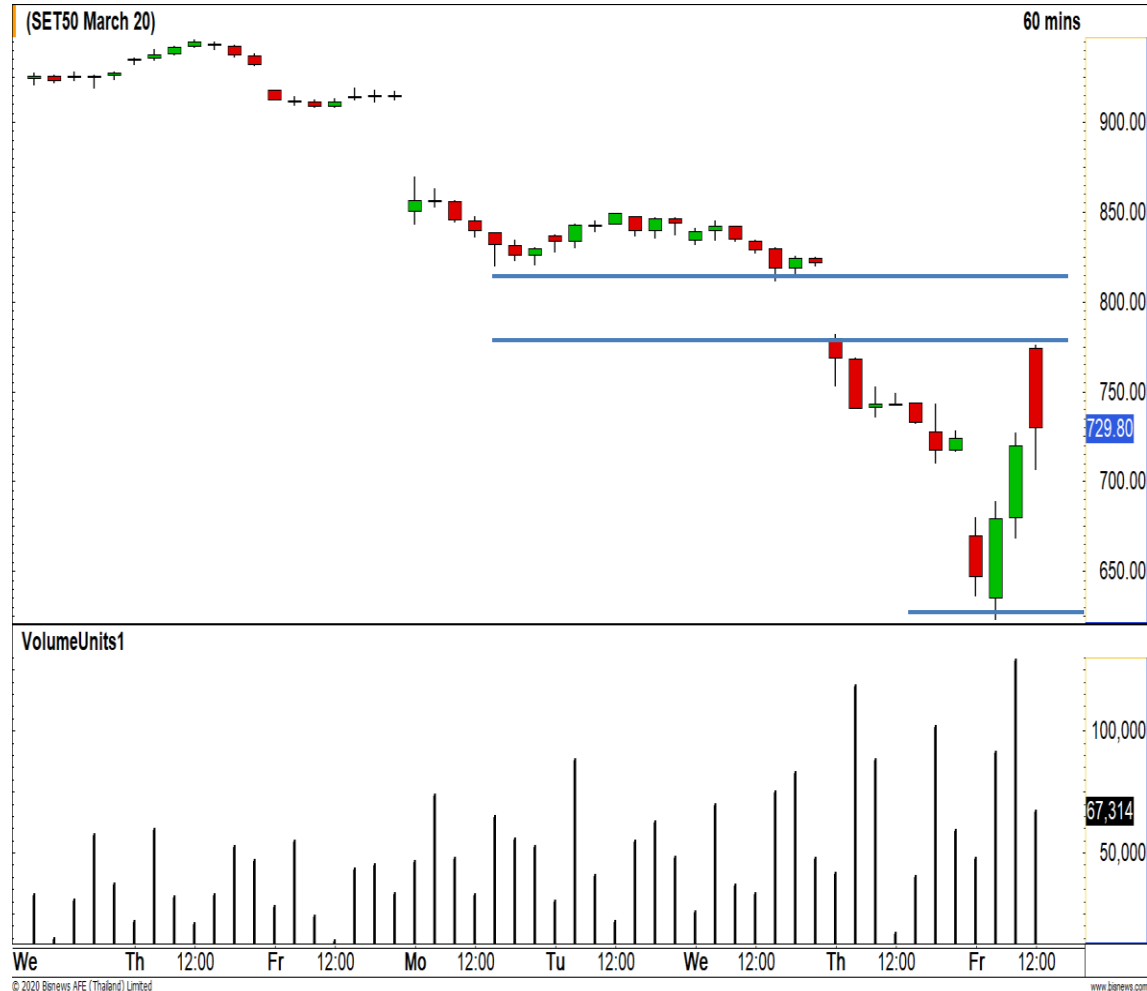 (SET50 March 20) 60 mins
900.00
850.00
800.00
750.00
729.80
700.00
650.00
VolumeUnits1
100,000
67,314
50,000
We Th 12:00 Fr 12:00 Mo 12:00 Tu 12:00 We 12:00 Th 12:00 Fr 12:00
© 2020 Bisnews AFE (Thailand) Limited www.bisnews.com